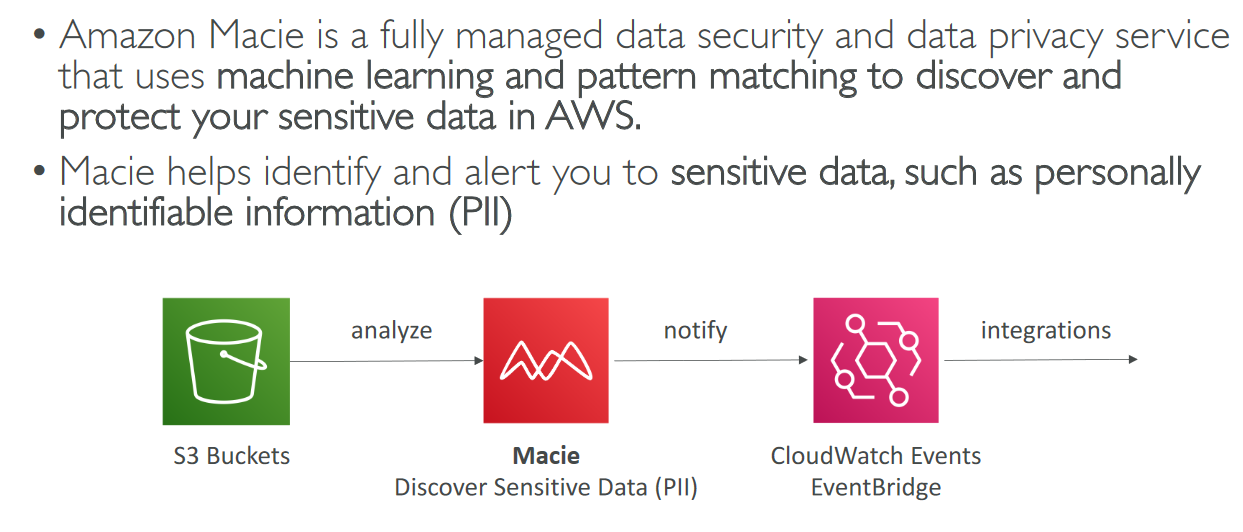 • Amazon Macie is a fully managed data security and data privacy service
that uses machine learning and pattern matching to discover and
protect your sensitive data in AWS.
• Macie helps identify and alert you to sensitive data, such as personally
identifiable information (PII)
analyze
notify
integrations
S3 Buckets
Macie
Discover Sensitive Data (PII)
CloudWatch Events
EventBridge